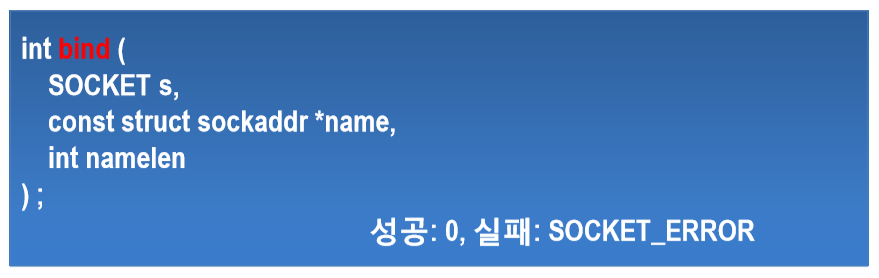 int bind (
SOCKET s,
const struct sockaddr *name,
int namelen
) ;
성공: 0, 실패: SOCKET_ERROR